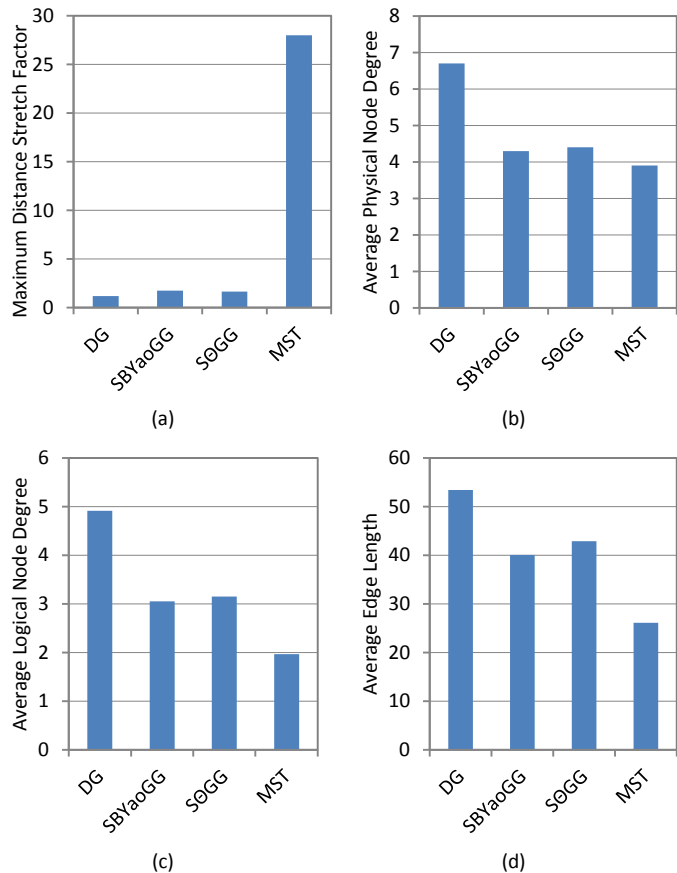 Maximum Distance Stretch Factor
30
25
20
15
10
5
0
DG
SBYaoGG
SΘGG
MST
(a)
Average Physical Node Degree
8
7
6
5
4
3
2
1
0
DG
SBYaoGG
SΘGG
MST
(b)
Average Logical Node Degree
6
5
4
3
2
1
0
DG
SBYaoGG
SΘGG
MST
(c)
Average Edge Length
60
50
40
30
20
10
0
DG
SBYaoGG
SΘGG
MST
(d)